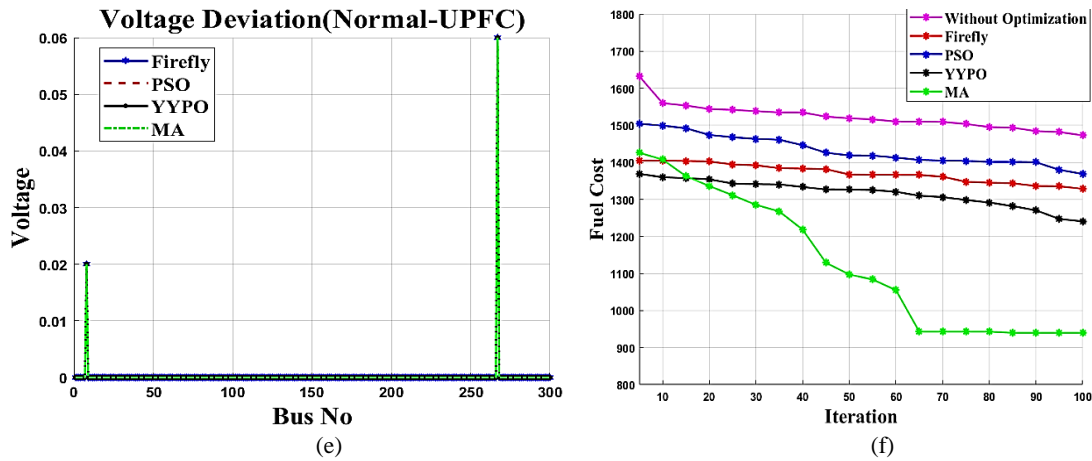 Voltage Deviation(Normal-UPFC)
Voltage
0.06
0.05
0.04
0.03
0.02
0.01
0
Firefly
PSO
YYPO
MA
0 50 100 150 200 250 300
Bus No
(e)
Fuel Cost
1800
1700
1600
1500
1400
1300
1200
1100
1000
900
800
Without Optimization
Firefly
PSO
YYPO
MA
10 20 30 40 50 60 70 80 90 100
Iteration
(f)